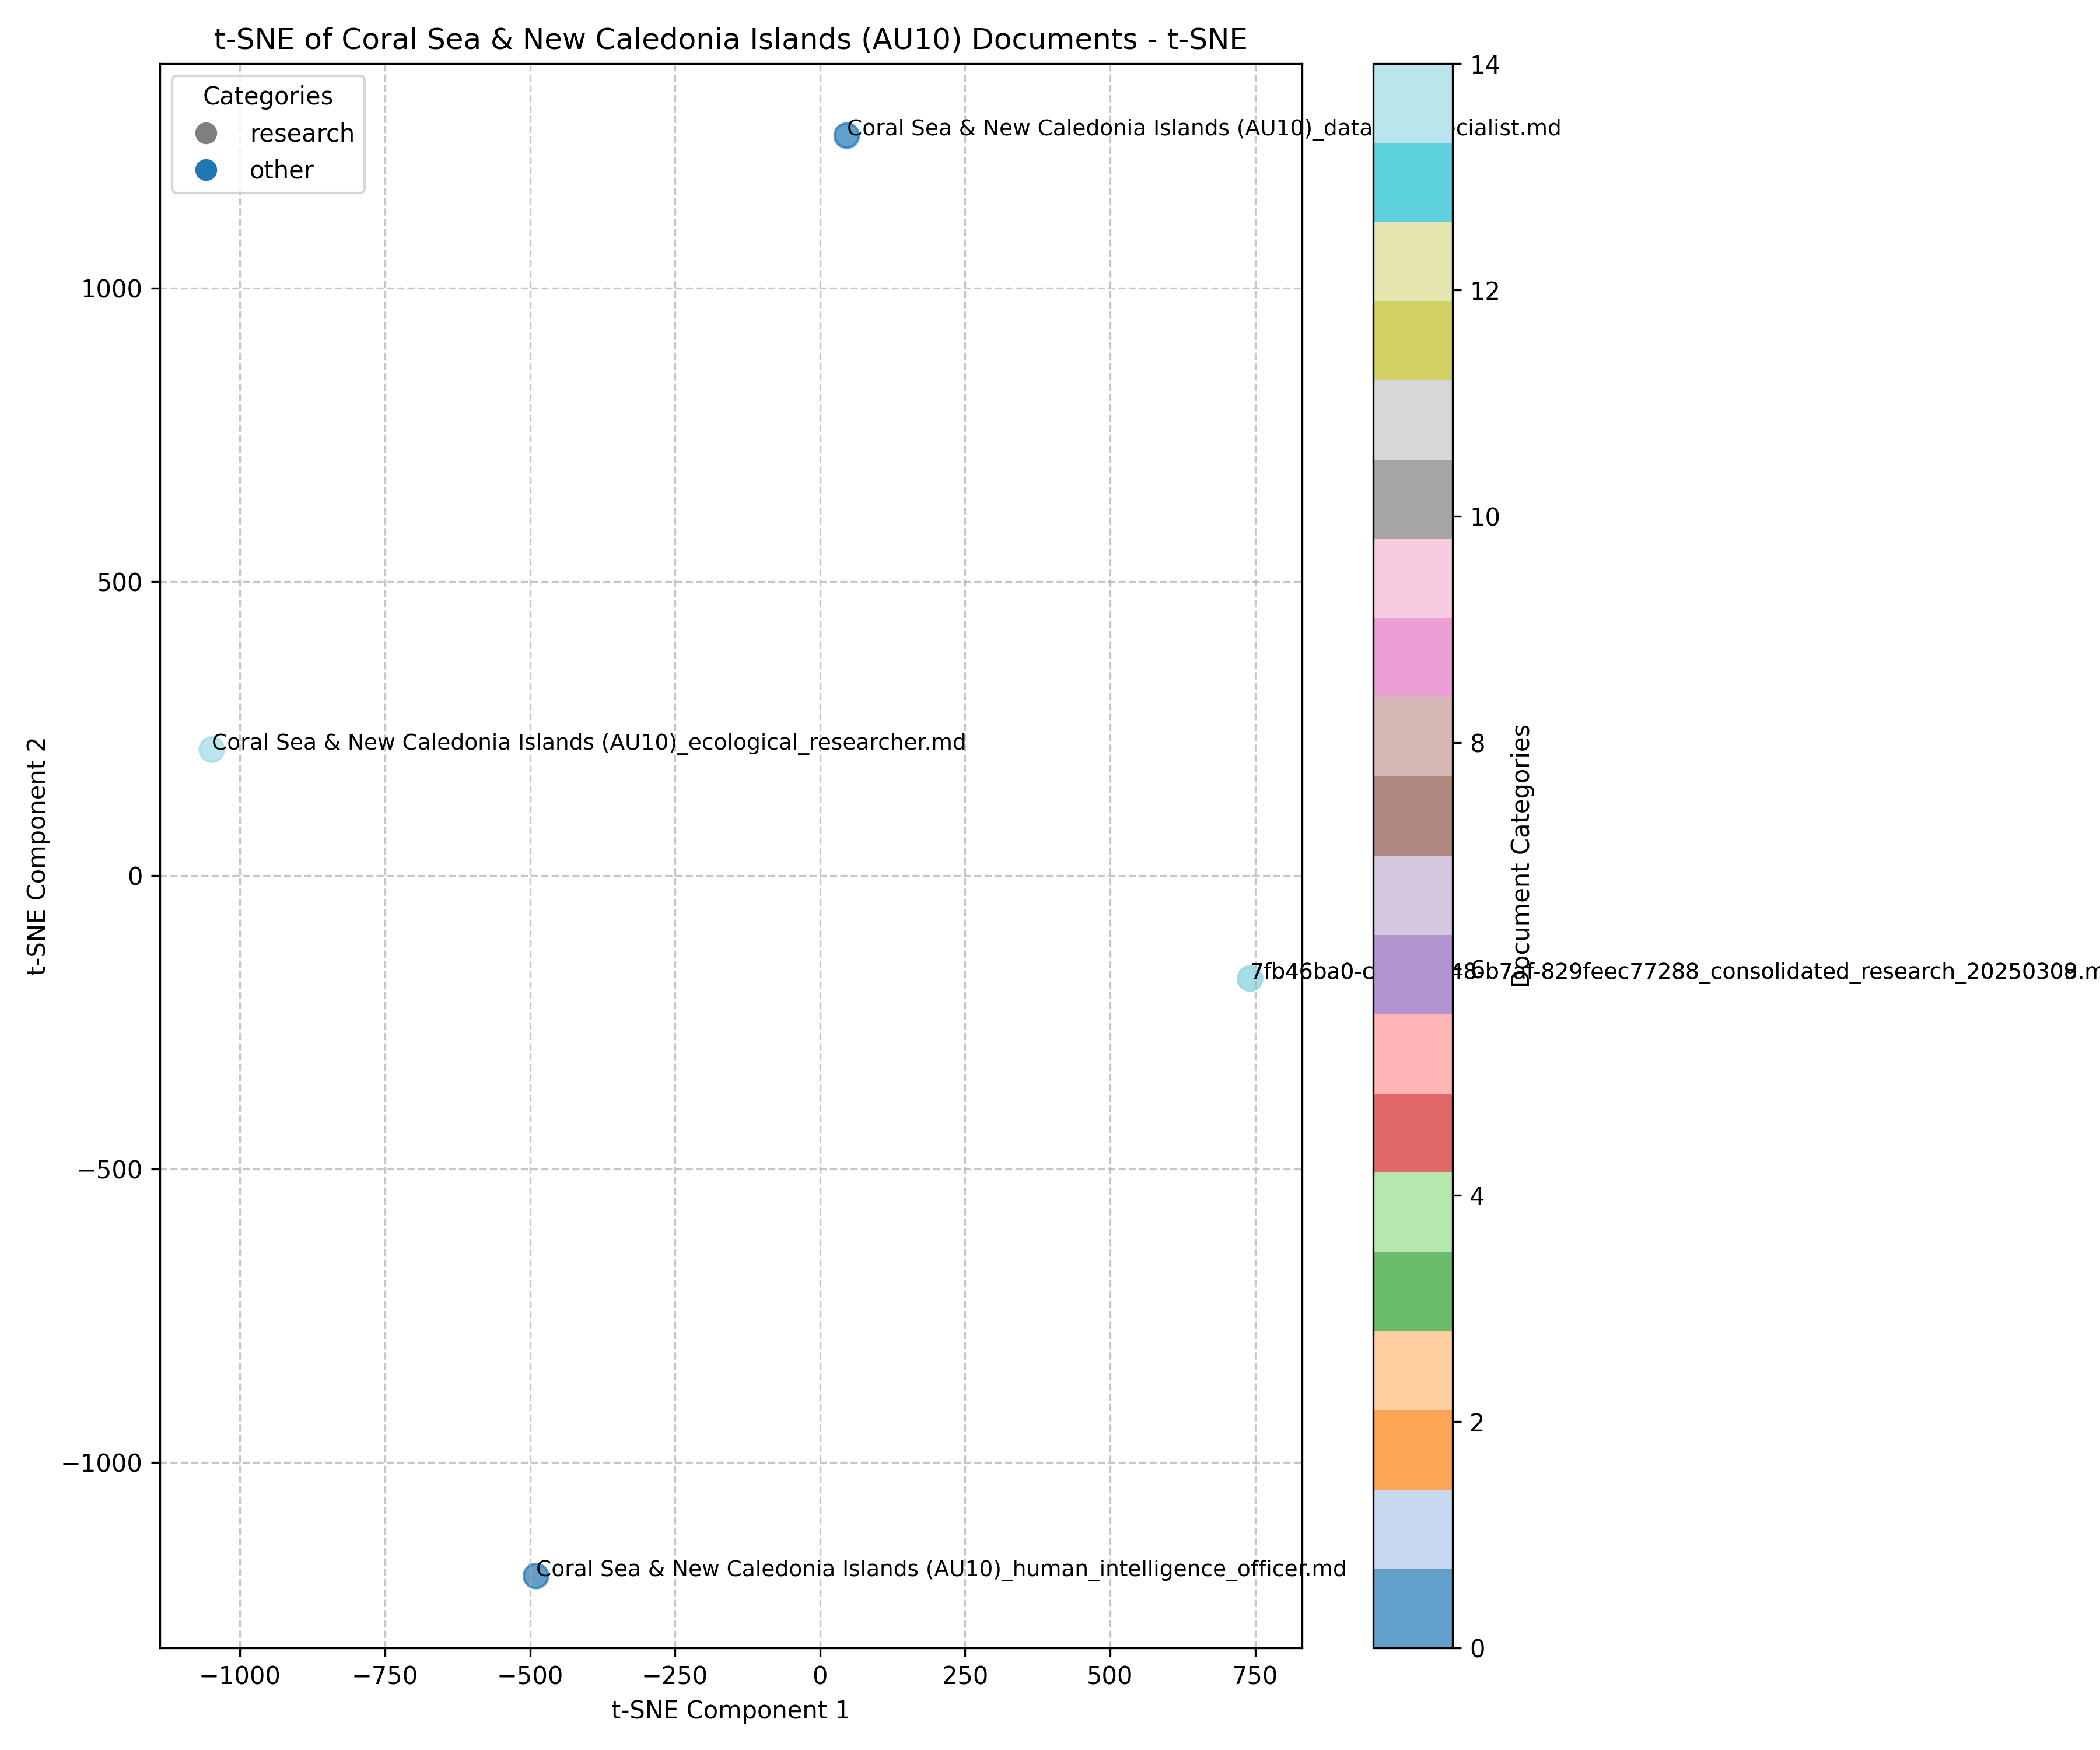 t-SNE of Coral Sea & New Caledonia Islands (AU10) Documents - t-SNE
Categories
research
other
Coral Sea & New Caledonia Islands (AU10)_data ecialist.md
Coral Sea & New Caledonia Islands (AU10)_ecological_researcher.md
7fb46ba0-c -829feec77288_consolidated_research_
Coral Sea & New Caledonia Islands (AU10)_human_intelligence_officer.md
1000
500
0
−500
−1000
t-SNE Component 2
−1000
−750
−500
−250
0
250
500
750
t-SNE Component 1
14
12
10
8
6
4
2
0
Document Categories